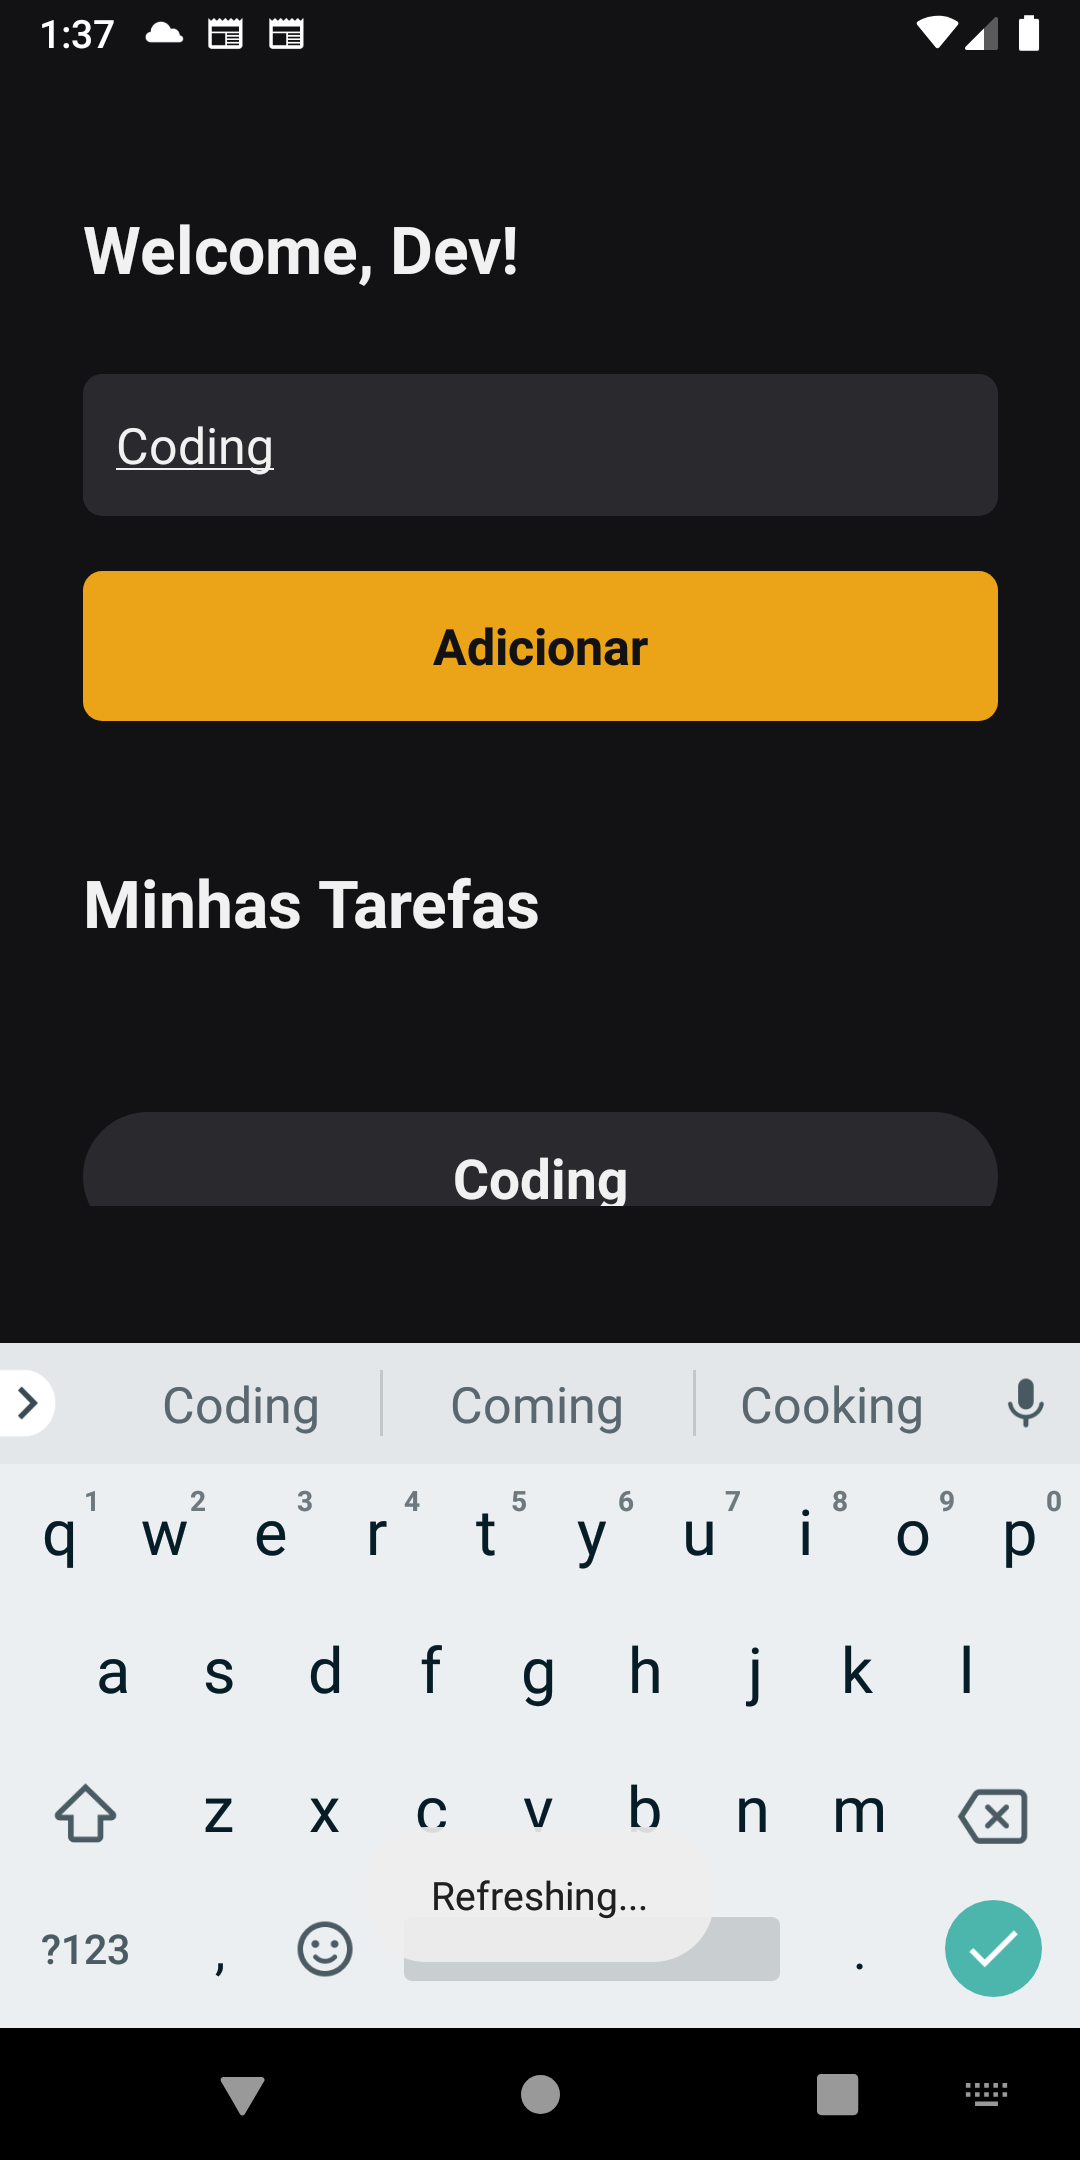 1:37
Welcome, Dev!
Coding
Adicionar
Minhas Tarefas
Coding
Coding Coming Cooking
1 2 3 4 5 6 7 8 9 0
q w e r t y u i o p
a s d f g h j k l
z x c v b n m
Refreshing...
?123 , .